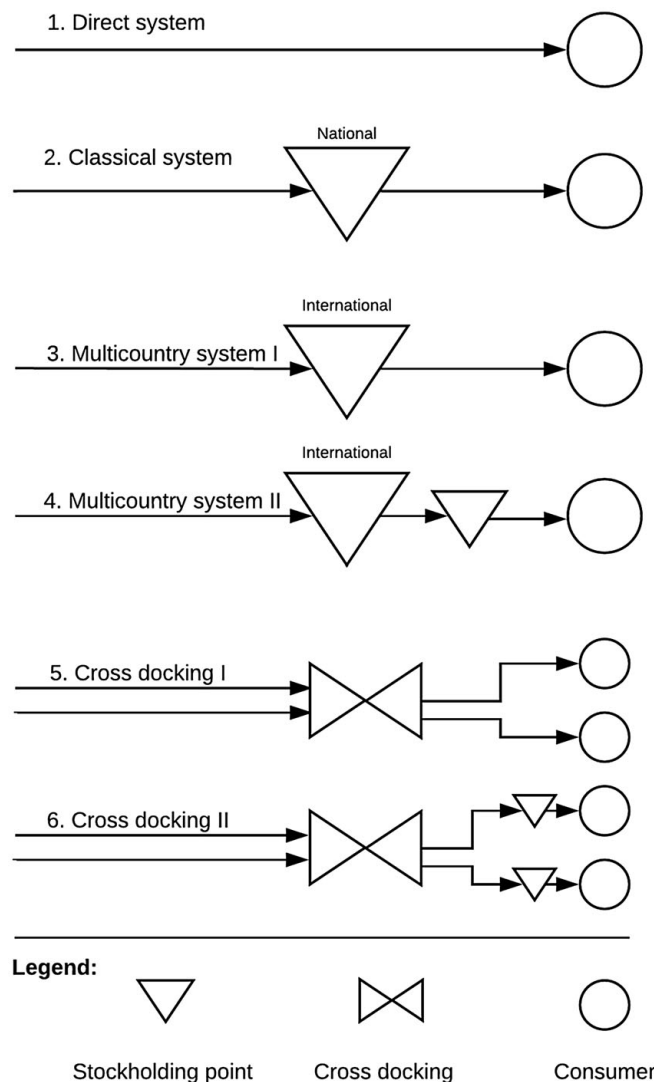 1. Direct system
National
2. Classical system
International
3. Multicountry system I
International
4. Multicountry system II
5. Cross docking I
6. Cross docking II
Legend:
Stockholding point Cross docking Consumer